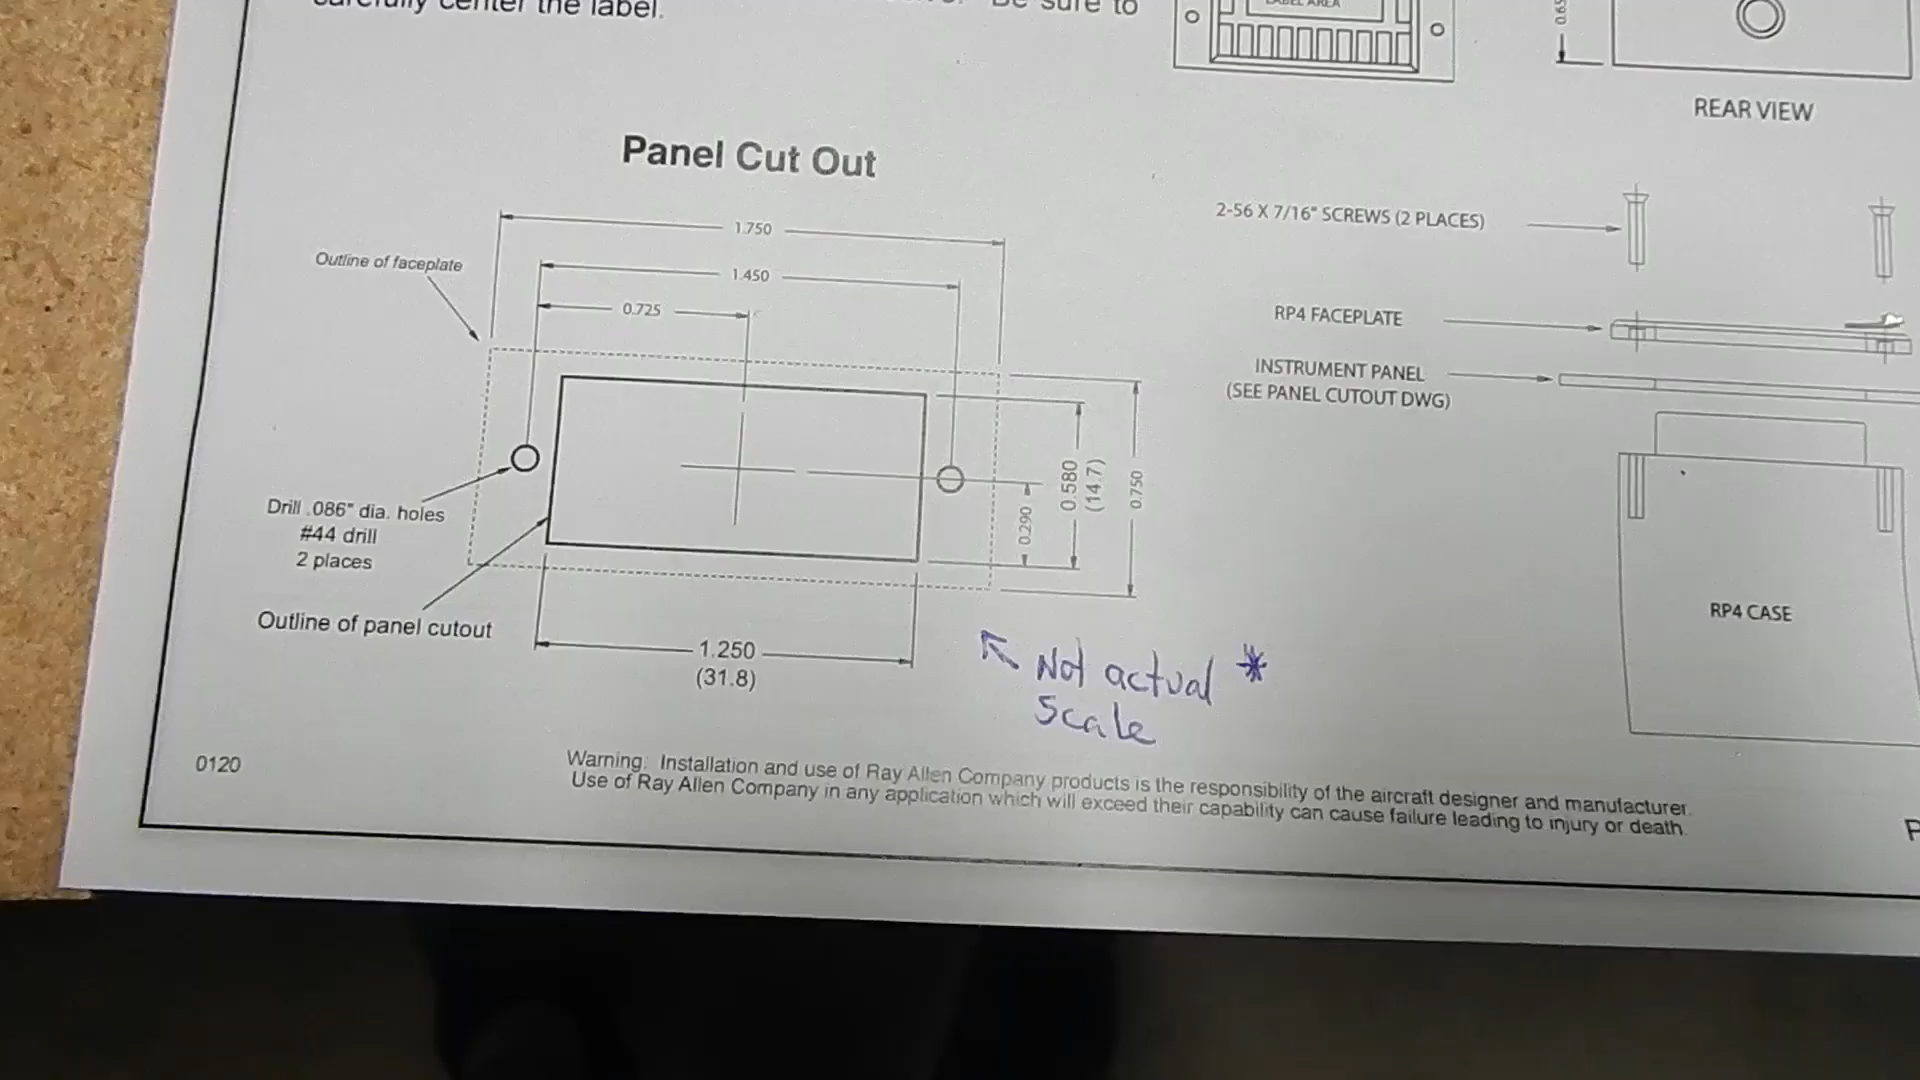 carefully center the label.
Be sure to
LABEL AREA
0.65
REAR VIEW
Panel Cut Out
1.750
1.450
0.725
Outline of faceplate
Drill .086" dia. holes
#44 drill
2 places
Outline of panel cutout
0.290
0.580
(14.7)
0.750
1.250
(31.8)
Not actual *
Scale
2-56 X 7/16" SCREWS (2 PLACES)
RP4 FACEPLATE
INSTRUMENT PANEL
(SEE PANEL CUTOUT DWG)
RP4 CASE
0120
Warning: Installation and use of Ray Allen Company products is the responsibility of the aircraft designer and manufacturer.
Use of Ray Allen Company in any application which will exceed their capability can cause failure leading to injury or death.